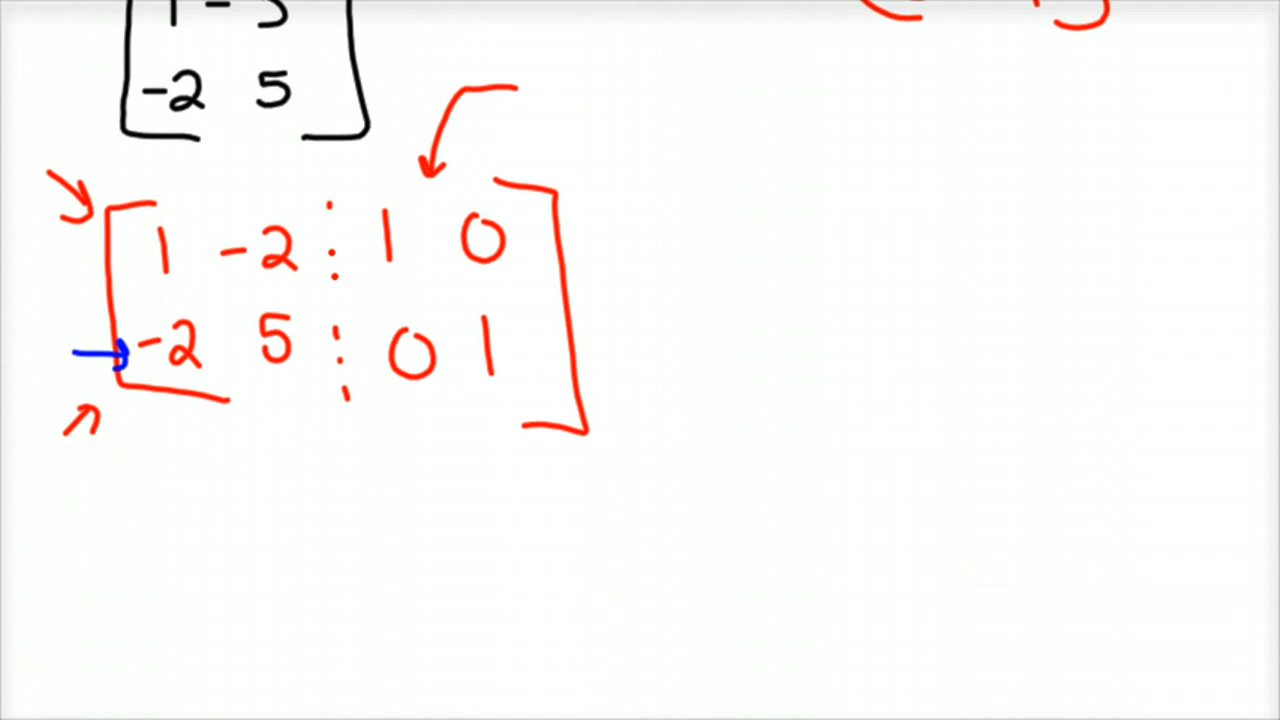 -2 5
1 -2 ⋮ 1 0
-2 5 ⋮ 0 1